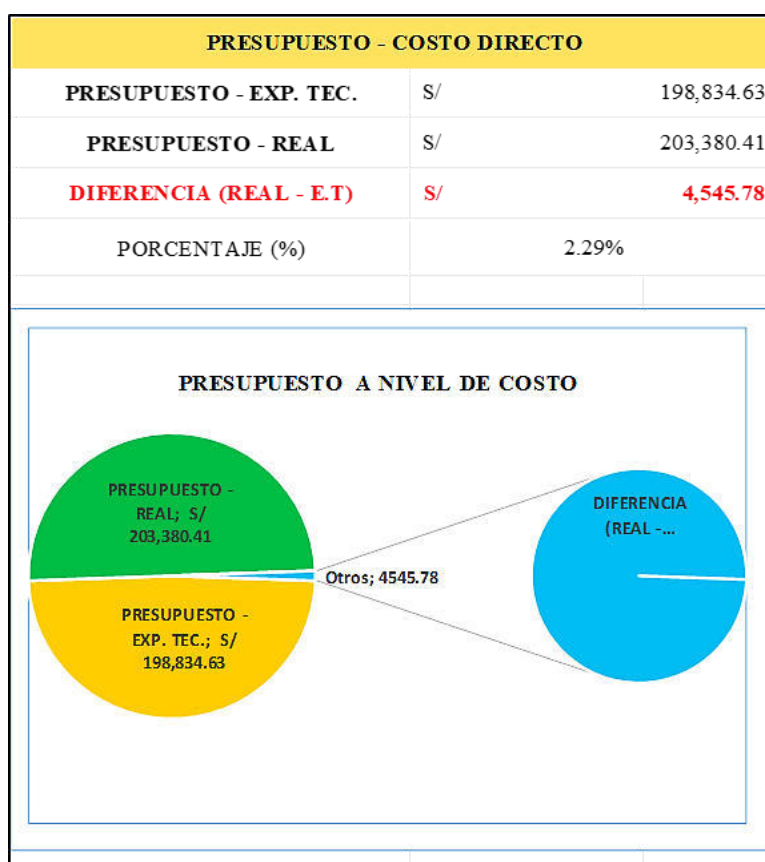 PRESUPUESTO - COSTO DIRECTO
PRESUPUESTO - EXP. TEC. S/ 198,834.63
PRESUPUESTO - REAL S/ 203,380.41
DIFERENCIA (REAL - E.T) S/ 4,545.78
PORCENTAJE (%) 2.29%
PRESUPUESTO A NIVEL DE COSTO
PRESUPUESTO -
REAL; S/
203,380.41
PRESUPUESTO -
EXP. TEC.; S/
198,834.63
Otros; 4545.78
DIFERENCIA
(REAL -...